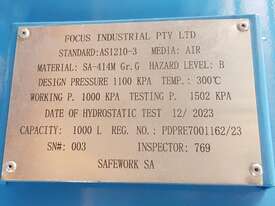 FOCUS INDUSTRIAL PTY LTD
STANDARD:AS1210-3 MEDIA: AIR
MATERIAL: SA-414M Gr.G HAZARD LEVEL: B
DESIGN PRESSURE 1100 KPA TEMP.: 300℃
WORKING P. 1000 KPA TESTING P. 1502 KPA
DATE OF HYDROSTATIC TEST 12/ 2023
CAPACITY: 1000 L REG. NO.: PDPRE7001162/23
SN#: 003 INSPECTOR: 769
SAFEWORK SA